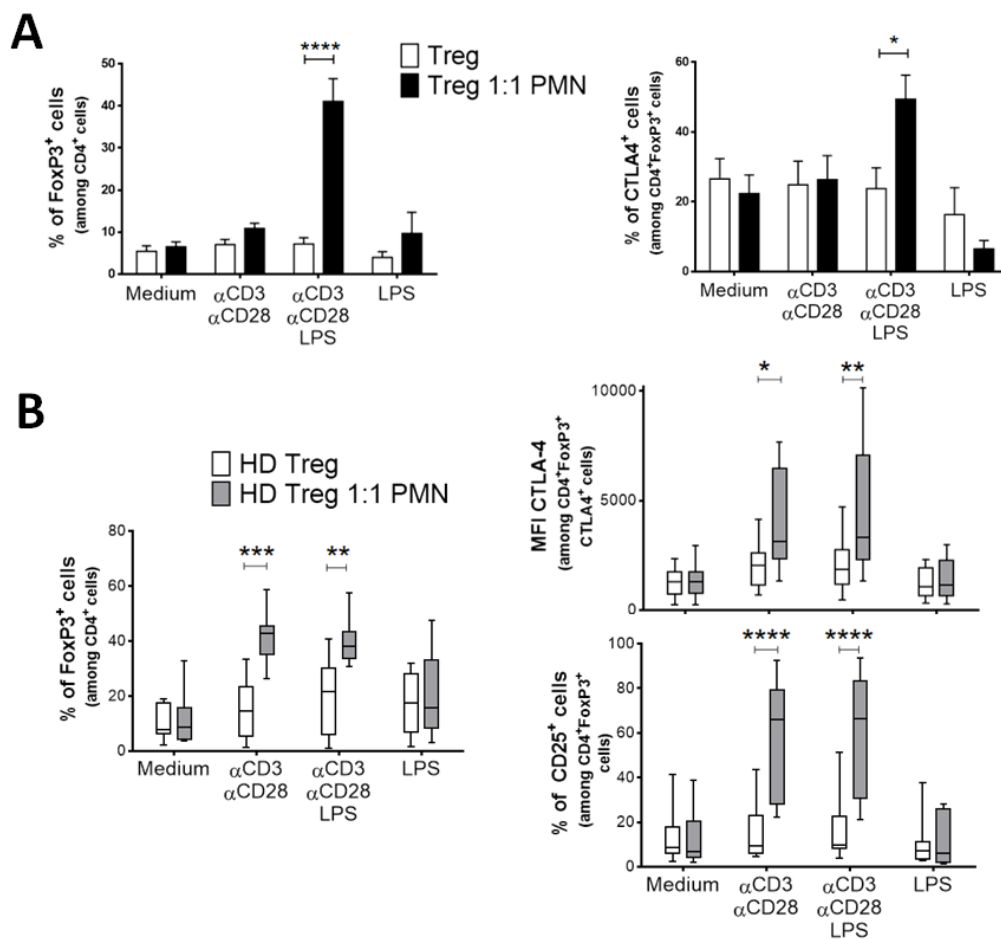 A
% of FoxP3⁺ cells
(among CD4⁺ cells)
50
40
30
20
10
0
****
Medium
αCD3
αCD28
αCD3
αCD28
LPS
LPS
Treg
Treg 1:1 PMN
% of CTLA4⁺ cells
(among CD4⁺FoxP3⁺ cells)
60
40
20
0
*
Medium
αCD3
αCD28
αCD3
αCD28
LPS
LPS
B
HD Treg
HD Treg 1:1 PMN
% of FoxP3⁺ cells
(among CD4⁺ cells)
80
60
40
20
0
***
**
Medium
αCD3
αCD28
αCD3
αCD28
LPS
LPS
MFI CTLA-4
(among CD4⁺FoxP3⁺
CTLA4⁺ cells)
10000
5000
0
*
**
% of CD25⁺ cells
(among CD4⁺FoxP3⁺
cells)
100
80
60
40
20
0
****
****
Medium
αCD3
αCD28
αCD3
αCD28
LPS
LPS